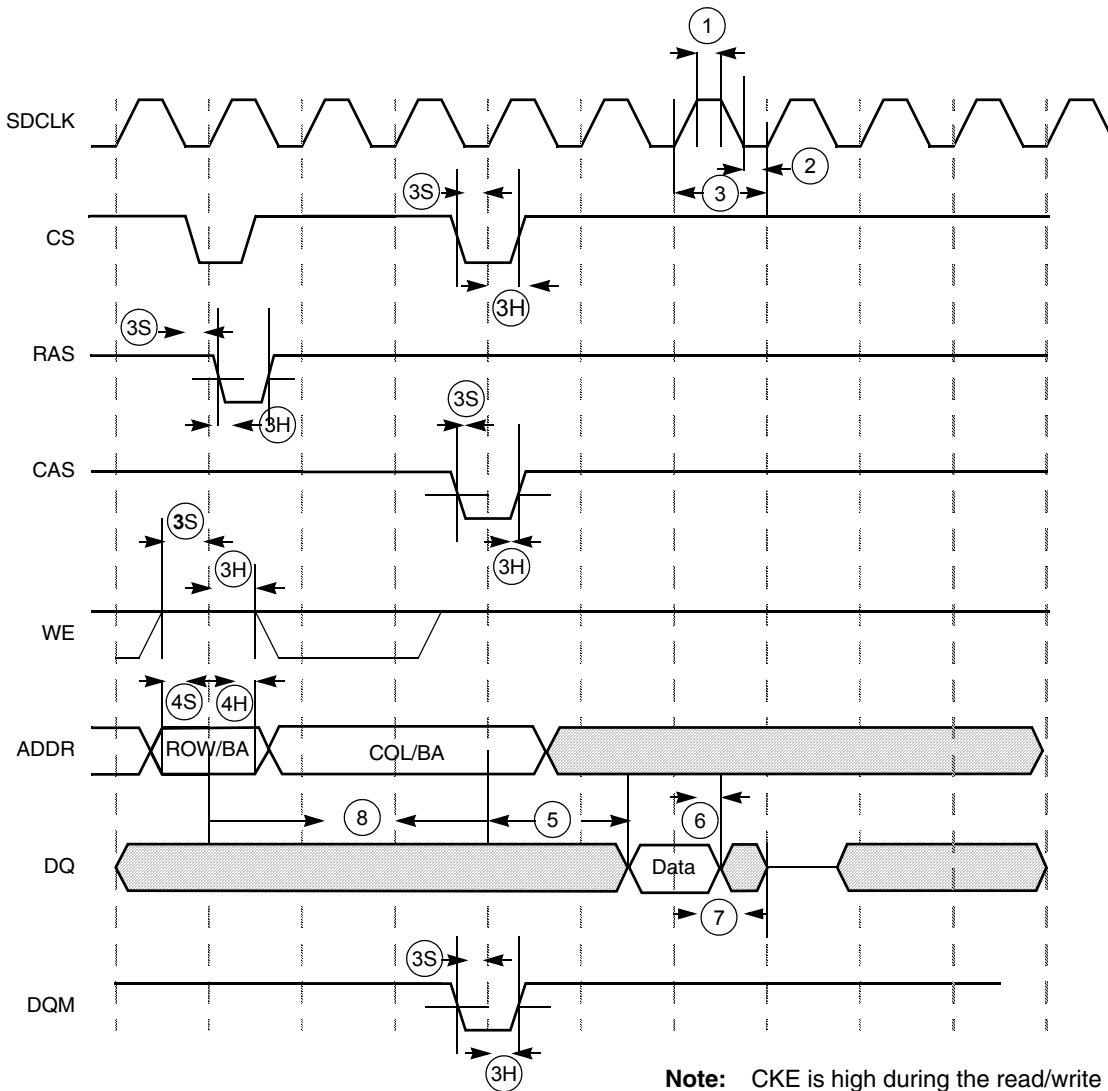 1
SDCLK
2
3S
3
CS
3H
3S
RAS
3S
3H
CAS
3S
3H
3H
WE
4S
4H
ADDR
ROW/BA
COL/BA
8
5
6
DQ
Data
7
3S
DQM
3H
Note: CKE is high during the read/write